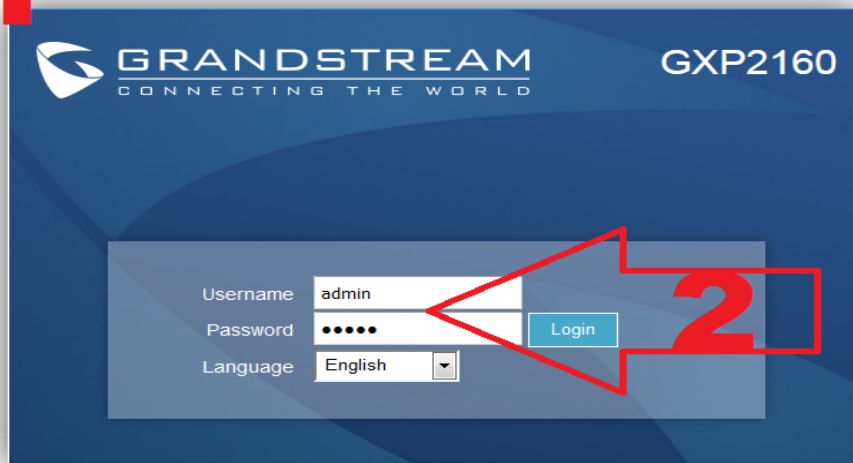 GRANDSTREAM
CONNECTING THE WORLD
GXP2160
Username admin
Password •••••
Login
Language English
2